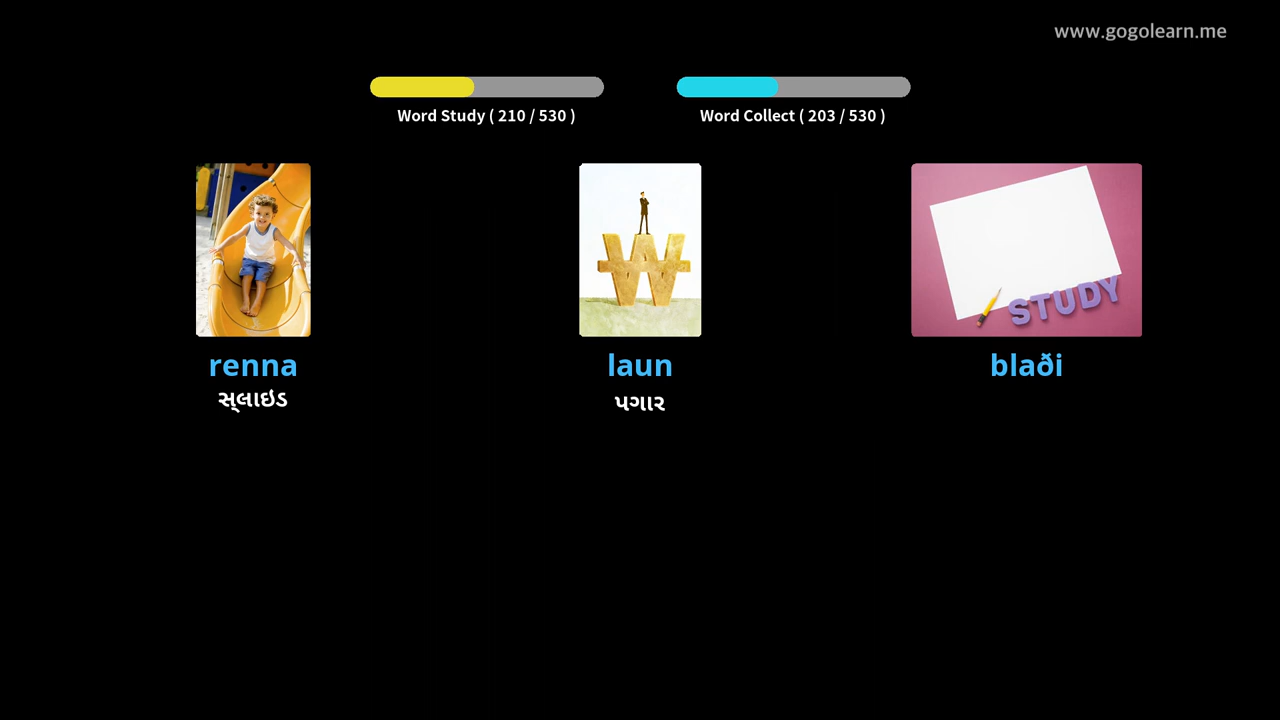 www.gogolearn.me
Word Study ( 210 / 530 )
Word Collect ( 203 / 530 )
STUDY
renna
laun
blaði
સ્લાઇડ
પગાર